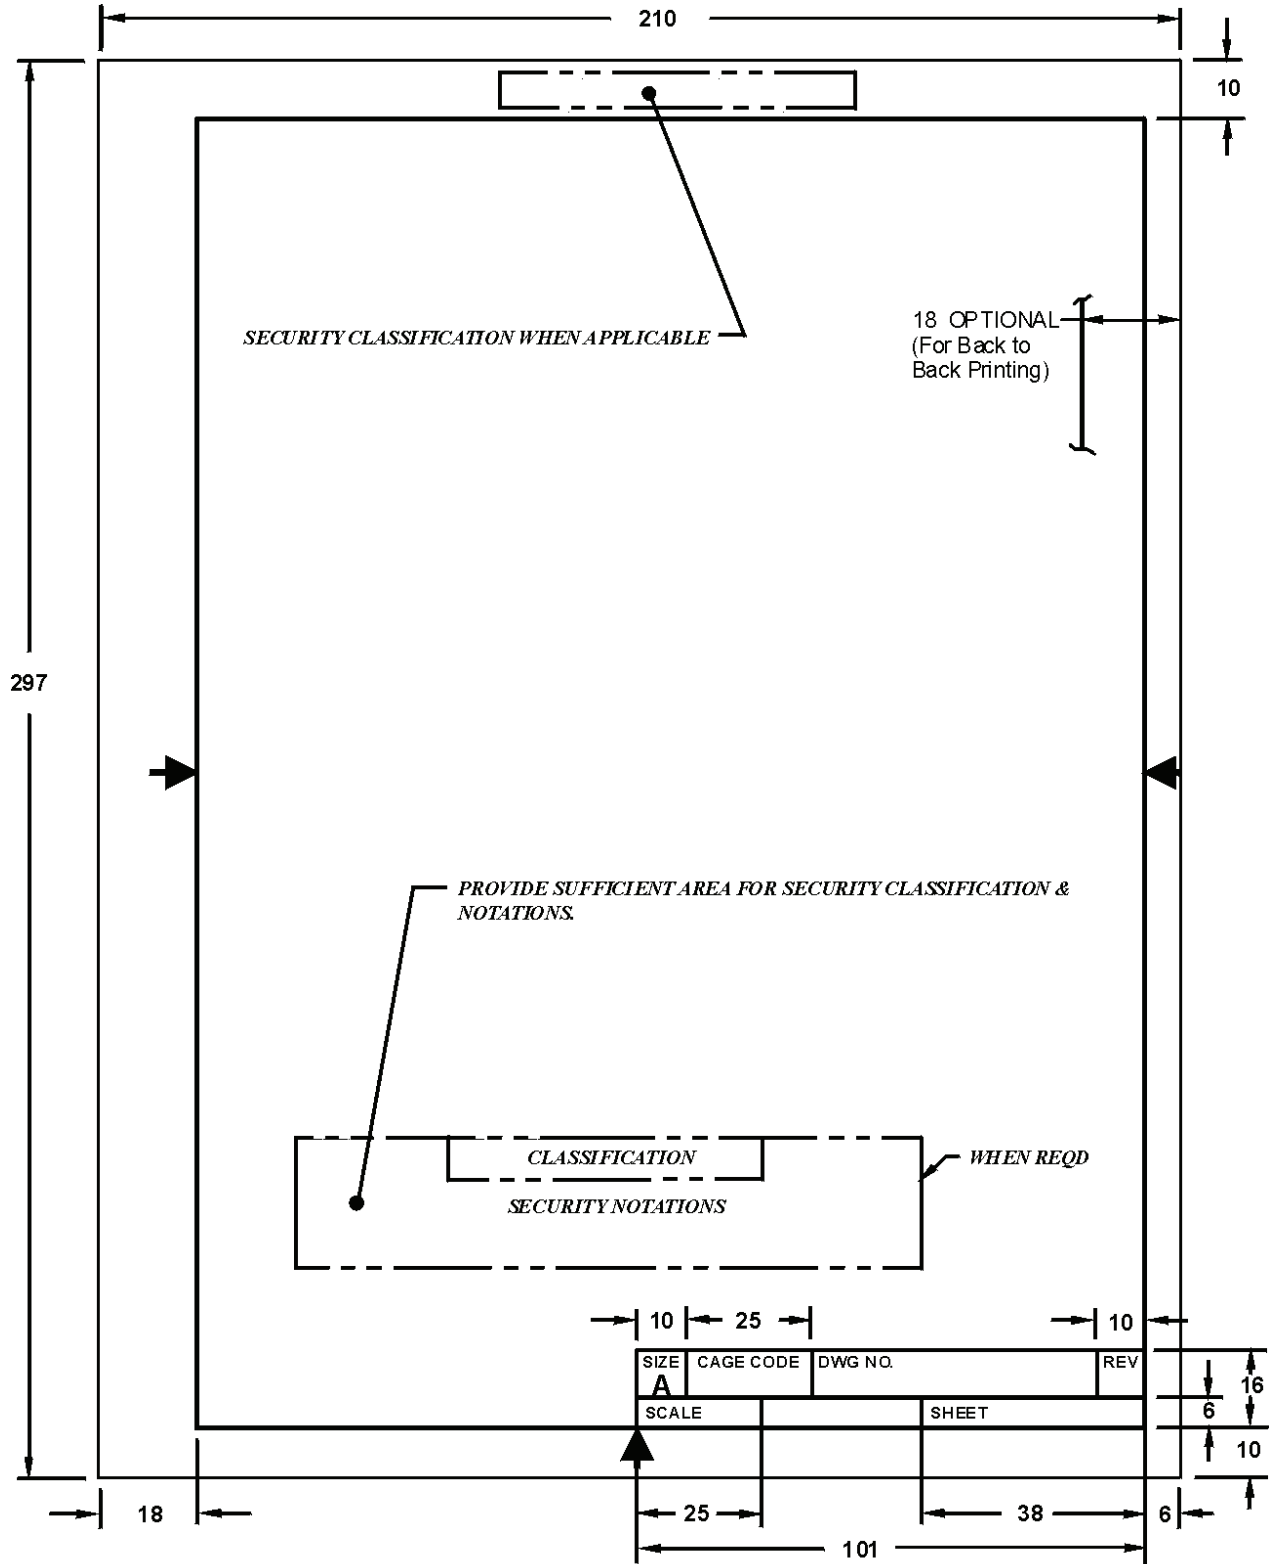 210
10
SECURITY CLASSIFICATION WHEN APPLICABLE
18 OPTIONAL
(For Back to
Back Printing)
297
PROVIDE SUFFICIENT AREA FOR SECURITY CLASSIFICATION &
NOTATIONS.
CLASSIFICATION
WHEN REQD
SECURITY NOTATIONS
10 25 10
SIZE CAGE CODE DWG NO. REV
A
16
SCALE SHEET 6
10
18 25 38 6
101